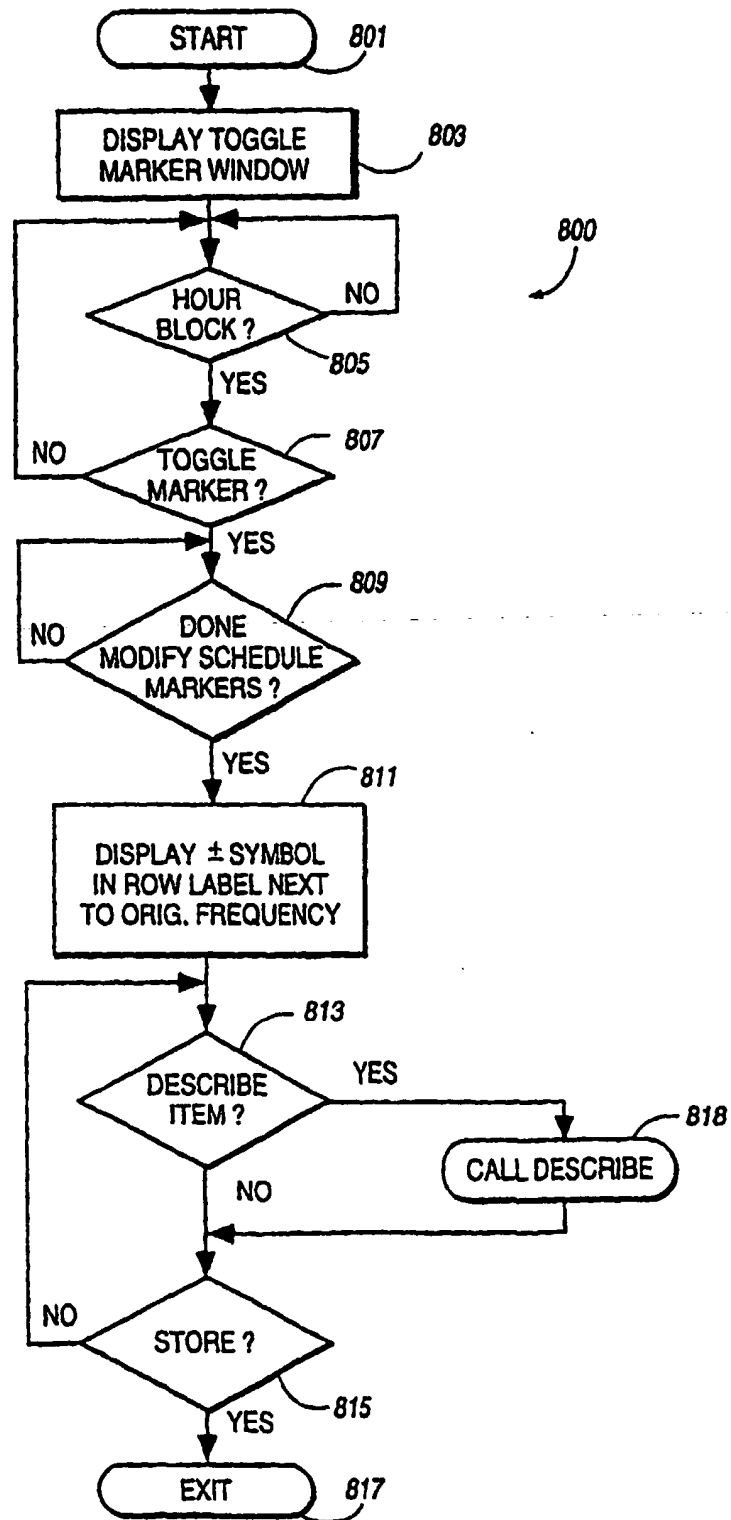 START
801
DISPLAY TOGGLE
MARKER WINDOW
803
800
HOUR
BLOCK ?
NO
805
YES
807
NO
TOGGLE
MARKER ?
YES
809
NO
DONE
MODIFY SCHEDULE
MARKERS ?
YES
811
DISPLAY ± SYMBOL
IN ROW LABEL NEXT
TO ORIG. FREQUENCY
813
DESCRIBE
ITEM ?
YES
818
CALL DESCRIBE
NO
NO
STORE ?
815
YES
EXIT
817